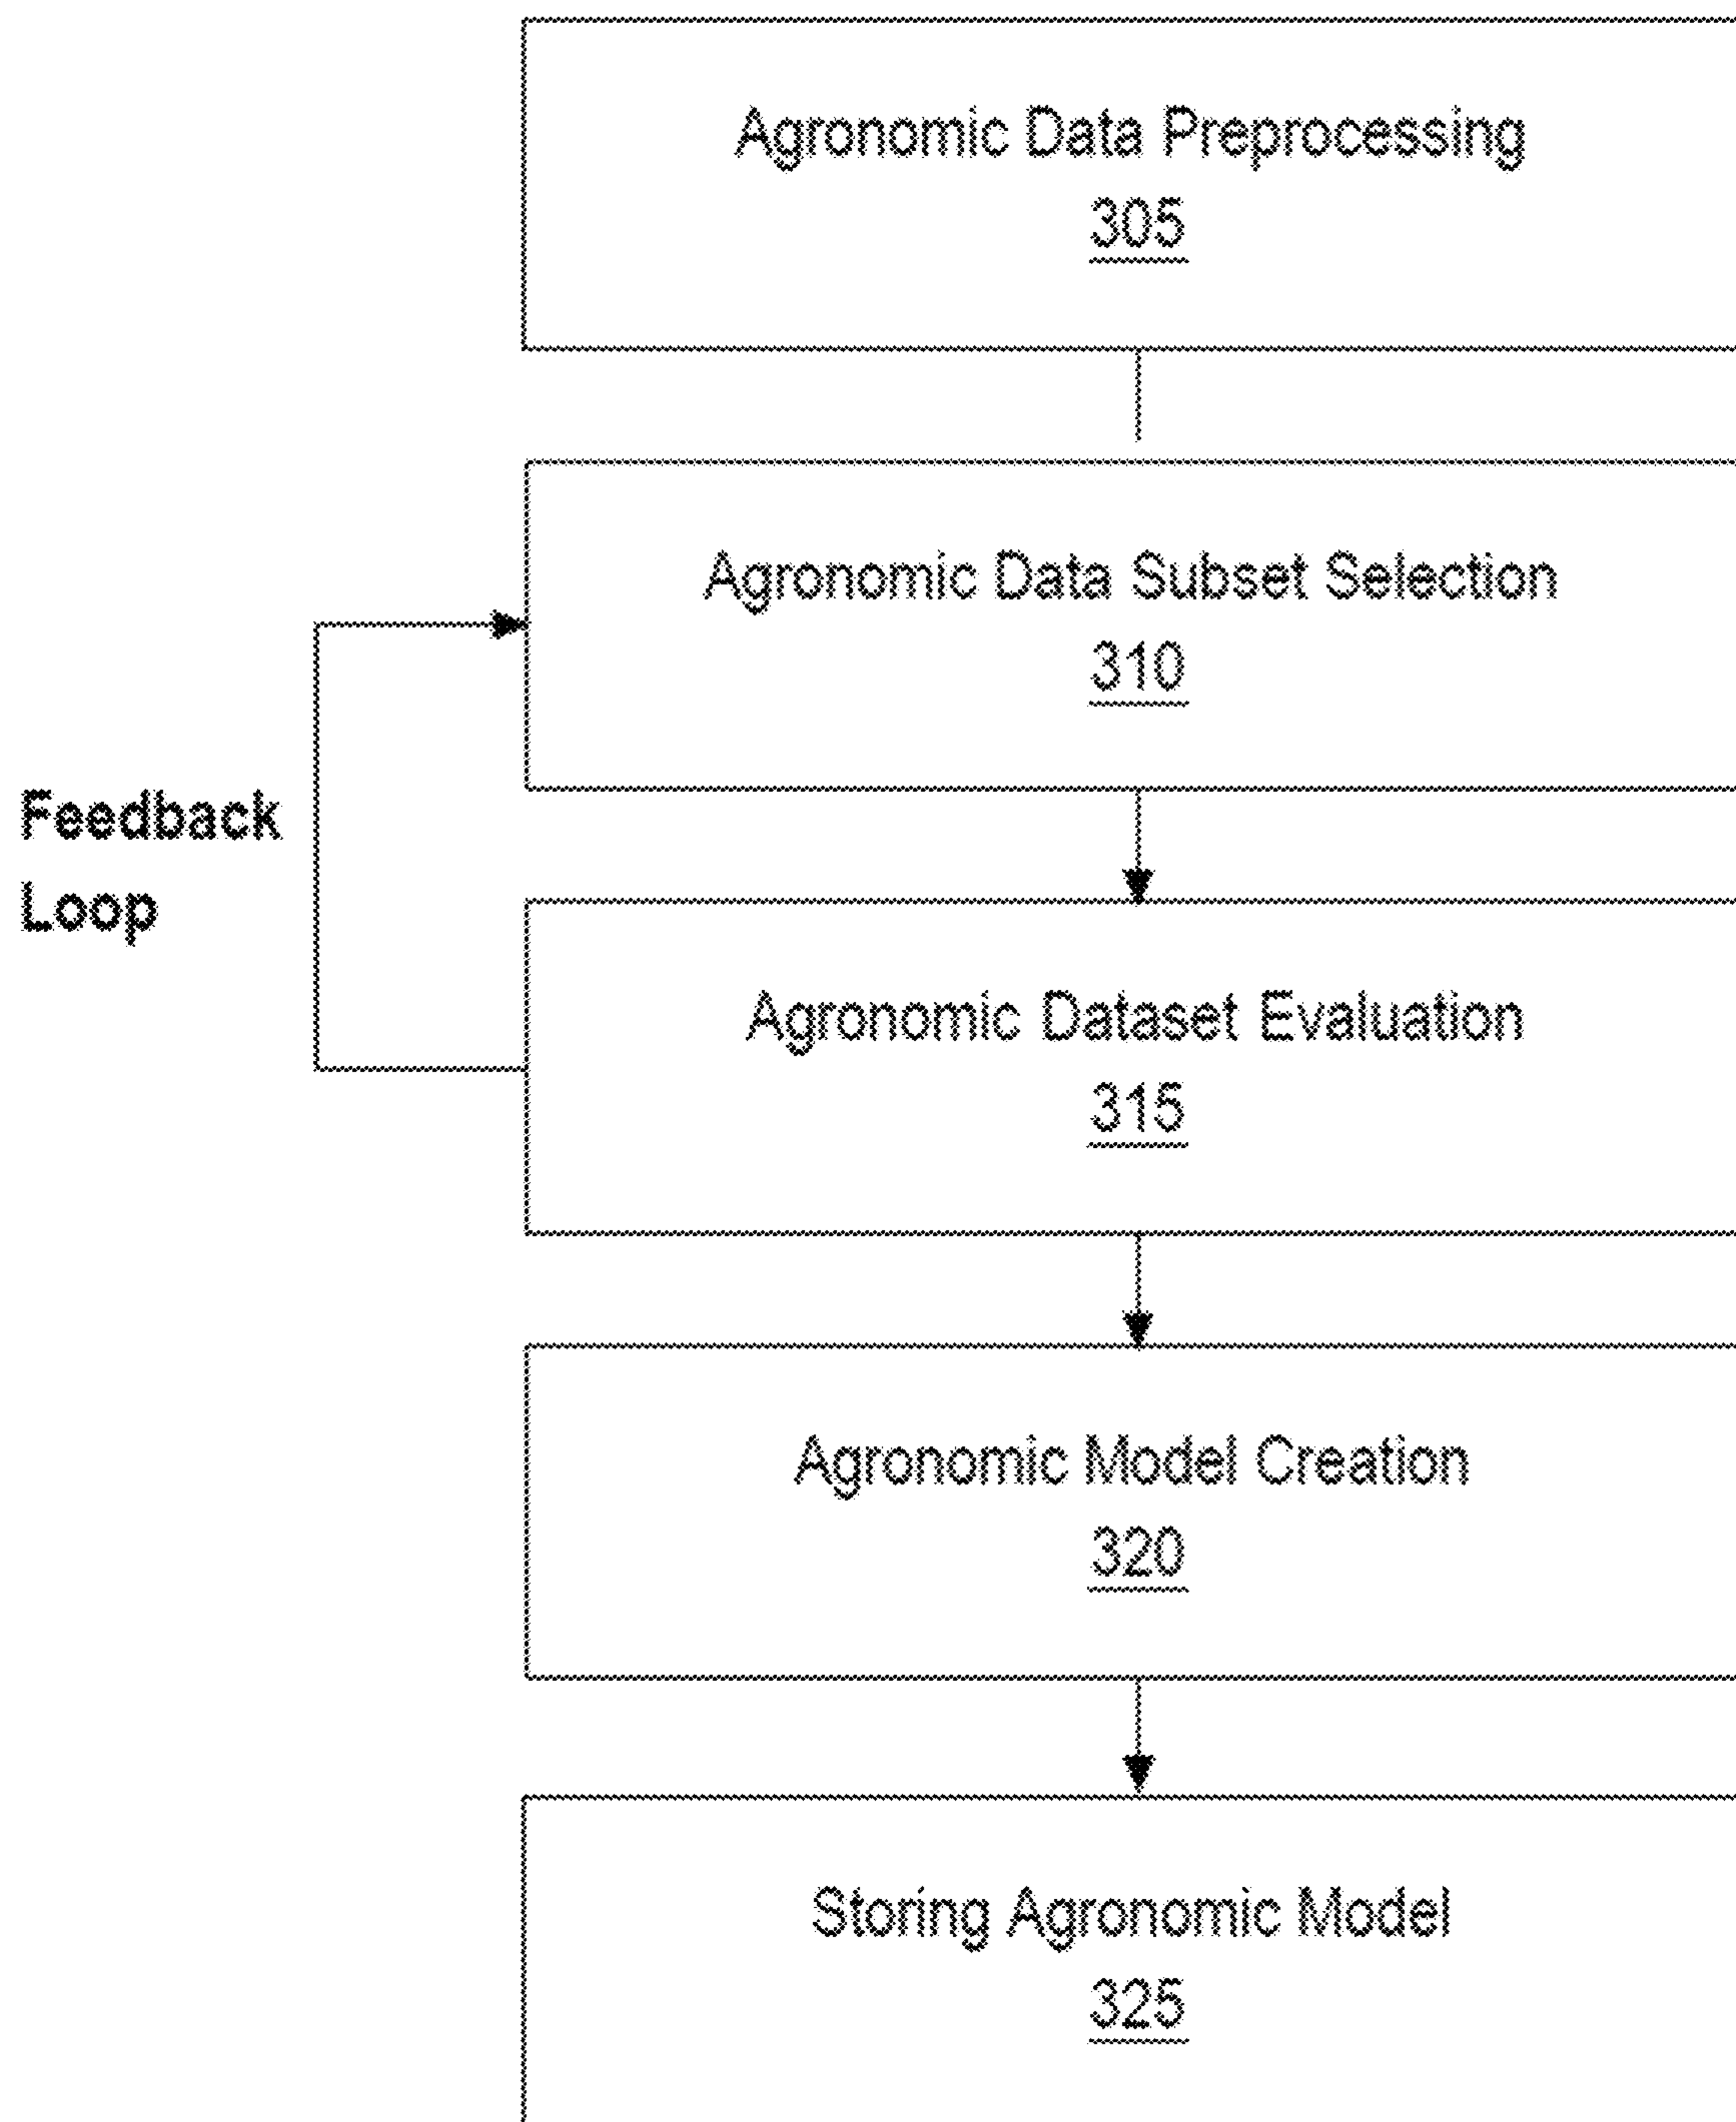 Agronomic Data Preprocessing
305
Agronomic Data Subset Selection
310
Feedback
Loop
Agronomic Dataset Evaluation
315
Agronomic Model Creation
320
Storing Agronomic Model
325